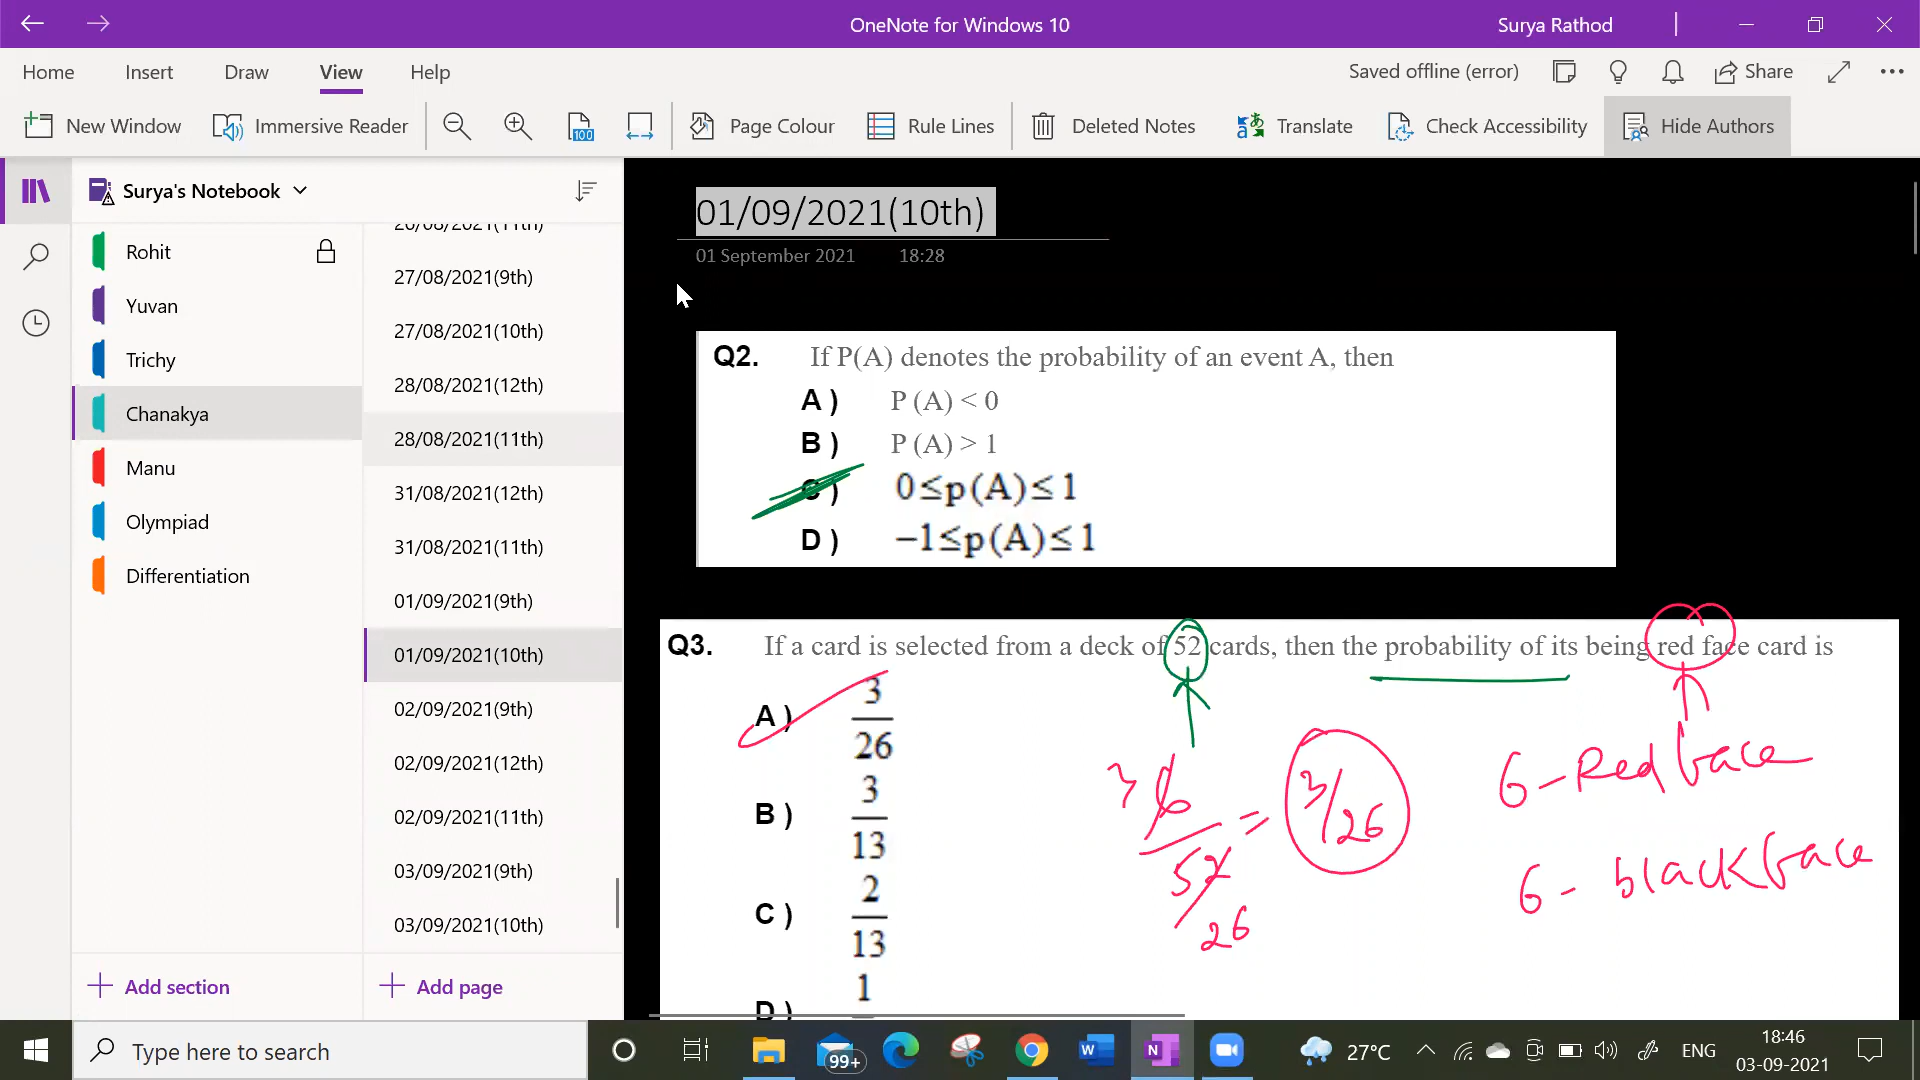 OneNote for Windows 10
Surya Rathod
Home Insert Draw View Help
Saved offline (error) Share
New Window Immersive Reader Page Colour Rule Lines Deleted Notes Translate Check Accessibility Hide Authors
Surya's Notebook
Rohit
Yuvan
Trichy
Chanakya
Manu
Olympiad
Differentiation
26/08/2021(11th)
27/08/2021(9th)
27/08/2021(10th)
28/08/2021(12th)
28/08/2021(11th)
31/08/2021(12th)
31/08/2021(11th)
01/09/2021(9th)
01/09/2021(10th)
02/09/2021(9th)
02/09/2021(12th)
02/09/2021(11th)
03/09/2021(9th)
03/09/2021(10th)
Add section
Add page
01/09/2021(10th)
01 September 2021 18:28
Q2. If P(A) denotes the probability of an event A, then
A ) P (A) < 0
B ) P (A) > 1
C ) 0≤p(A)≤1
D ) −1≤p(A)≤1
Q3. If a card is selected from a deck of 52 cards, then the probability of its being red face card is
A ) 3/26
B ) 3/13
C ) 2/13
D ) 1
3 6
52 = 3/26
26
6 - Red face
6 - black face
Type here to search
99+
27°C
ENG
18:46
03-09-2021